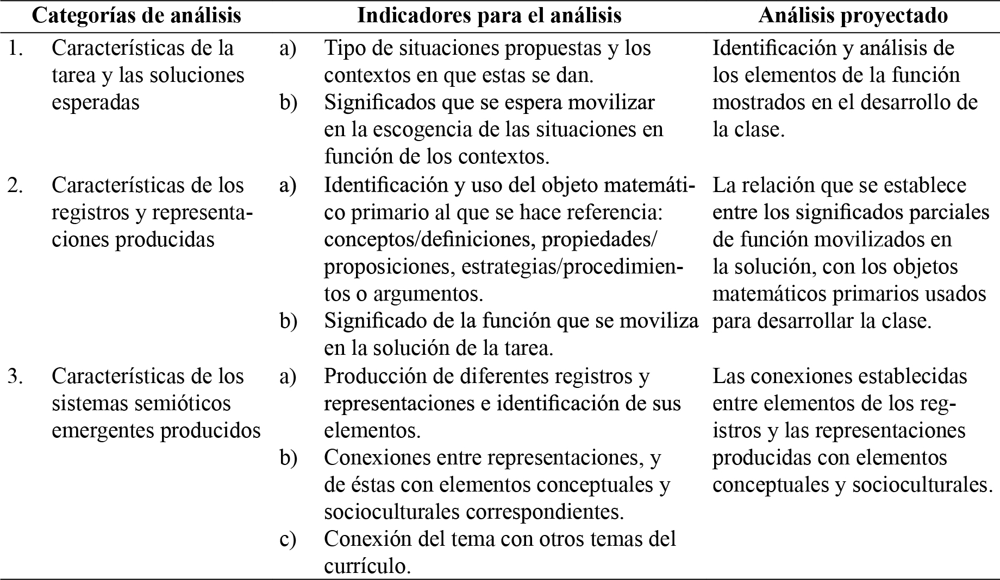 Categorías de análisis Indicadores para el análisis Análisis proyectado
1. Características de la
tarea y las soluciones
esperadas
a) Tipo de situaciones propuestas y los
contextos en que estas se dan.
b) Significados que se espera movilizar
en la escogencia de las situaciones en
función de los contextos.
Identificación y análisis de
los elementos de la función
mostrados en el desarrollo de
la clase.
2. Características de los
registros y representa-
ciones producidas
a) Identificación y uso del objeto matemáti-
co primario al que se hace referencia:
conceptos/definiciones, propiedades/
proposiciones, estrategias/procedimien-
tos o argumentos.
b) Significado de la función que se moviliza
en la solución de la tarea.
La relación que se establece
entre los significados parciales
de función movilizados en
la solución, con los objetos
matemáticos primarios usados
para desarrollar la clase.
3. Características de los
sistemas semióticos
emergentes producidos
a) Producción de diferentes registros y
representaciones e identificación de sus
elementos.
b) Conexiones entre representaciones, y
de éstas con elementos conceptuales y
socioculturales correspondientes.
c) Conexión del tema con otros temas del
currículo.
Las conexiones establecidas
entre elementos de los reg-
istros y las representaciones
producidas con elementos
conceptuales y socioculturales.